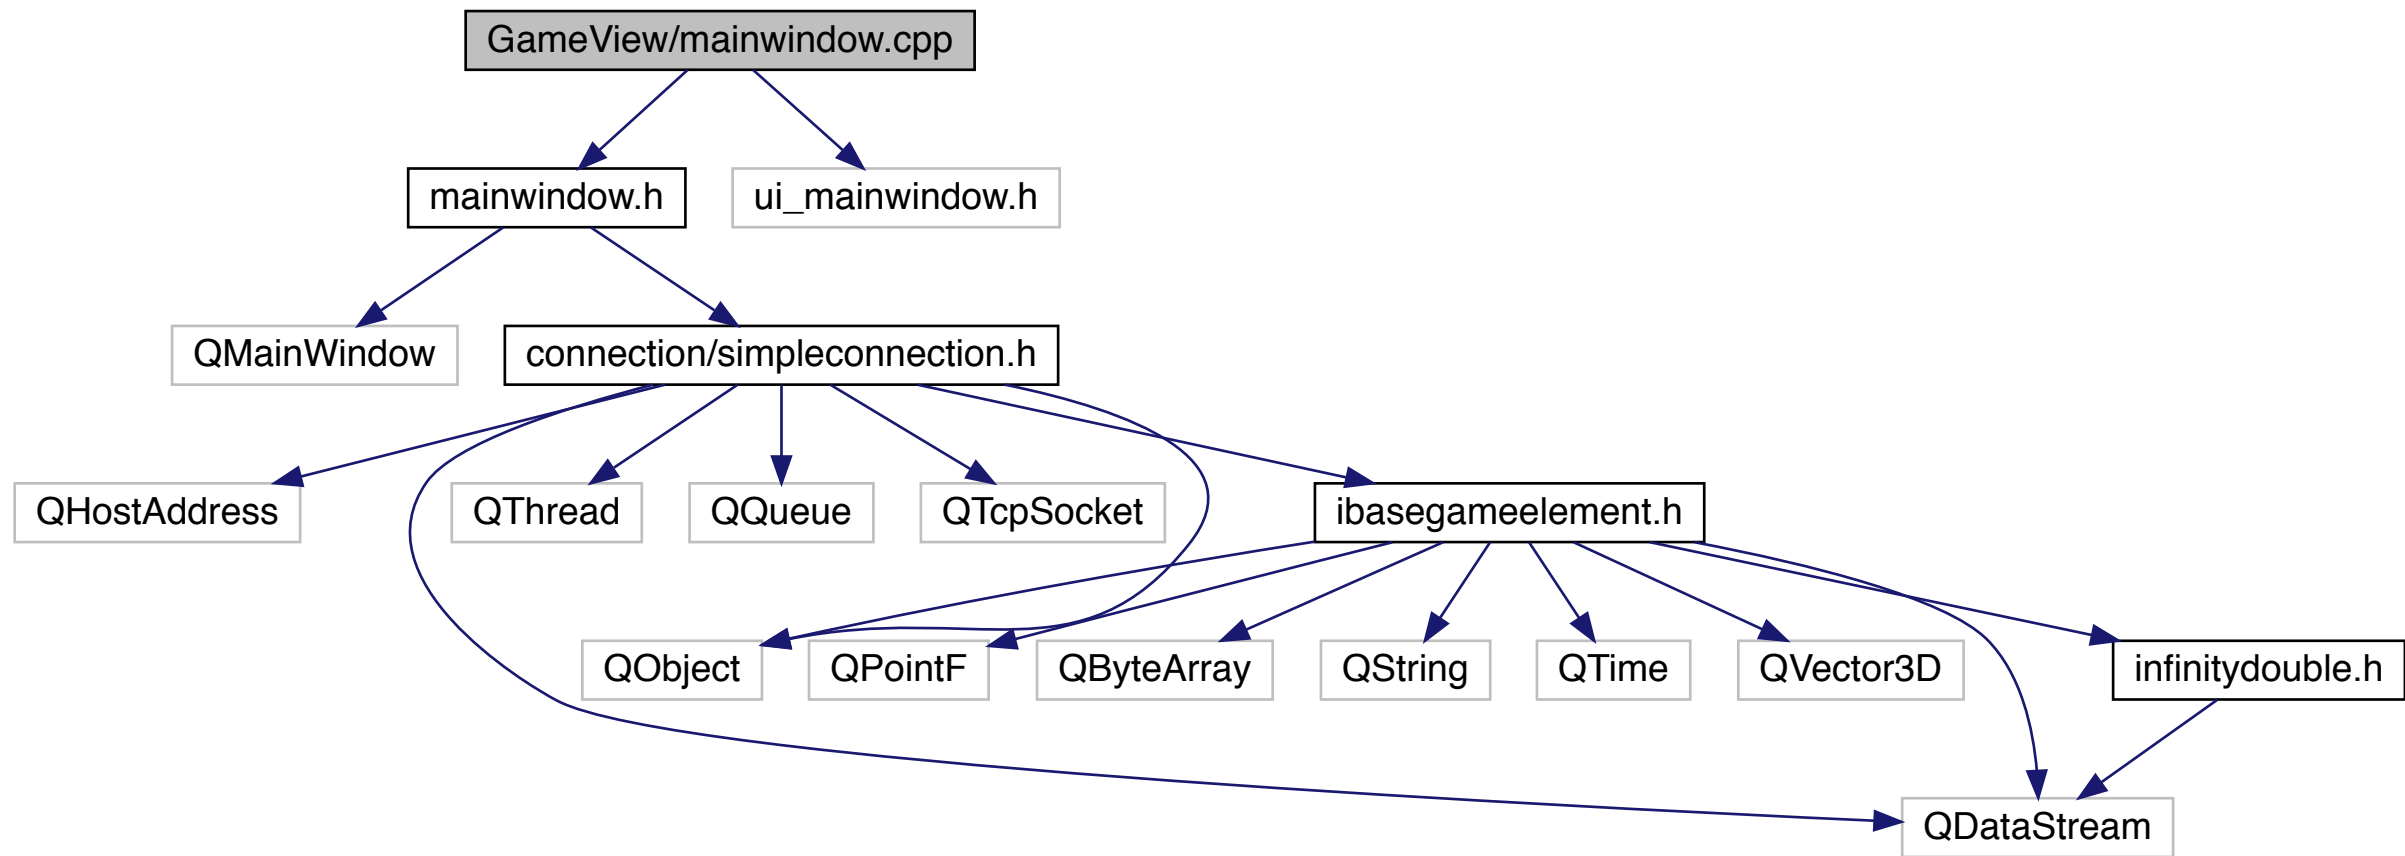 GameView/mainwindow.cpp
mainwindow.h
ui_mainwindow.h
QMainWindow
connection/simpleconnection.h
QHostAddress
QThread
QQueue
QTcpSocket
ibasegameelement.h
QObject
QPointF
QByteArray
QString
QTime
QVector3D
infinitydouble.h
QDataStream